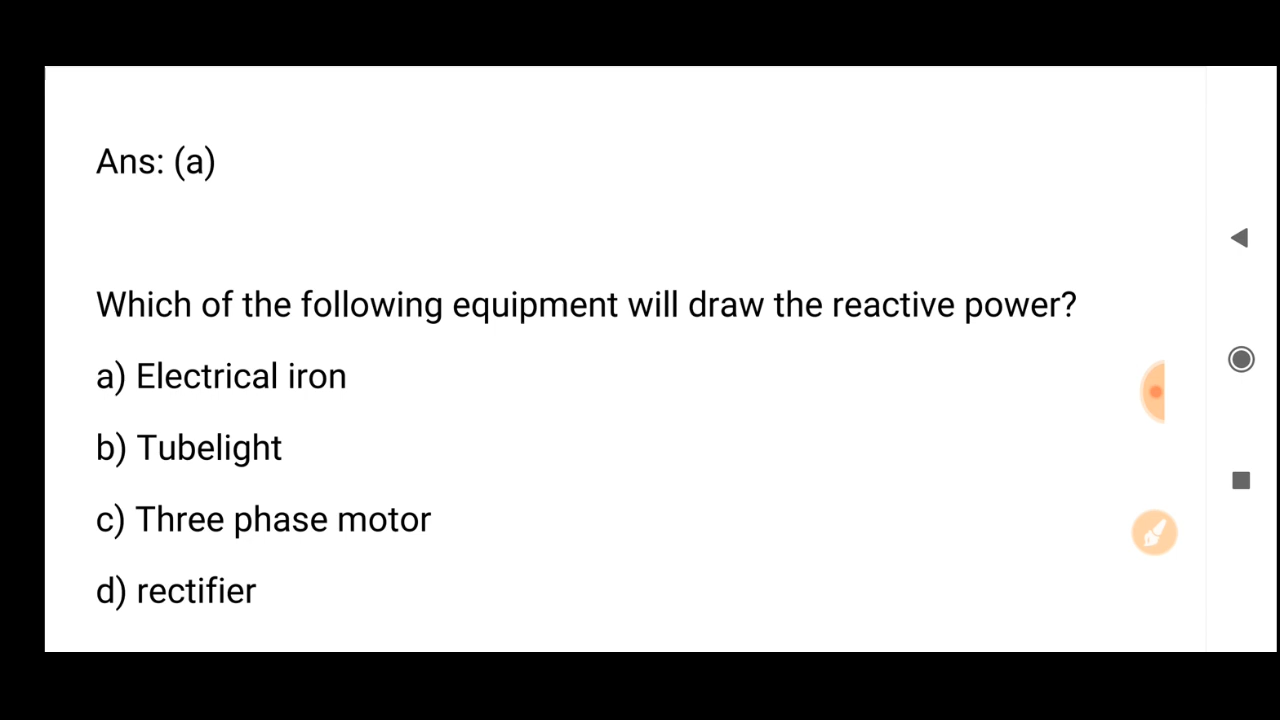 Ans: (a)
Which of the following equipment will draw the reactive power?
a) Electrical iron
b) Tubelight
c) Three phase motor
d) rectifier